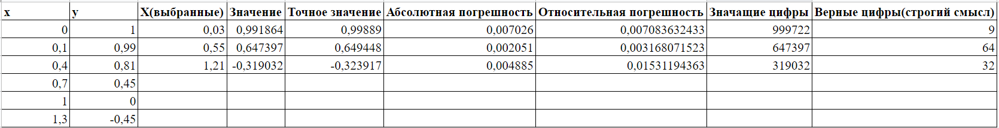 x y X(выбранные) Значение Точное значение Абсолютная погрешность Относительная погрешность Значащие цифры Верные цифры(строгий смысл)
0 1 0,03 0,991864 0,99889 0,007026 0,007083632433 999722 9
0,1 0,99 0,55 0,647397 0,649448 0,002051 0,003168071523 647397 64
0,4 0,81 1,21 -0,319032 -0,323917 0,004885 0,01531194363 319032 32
0,7 0,45
1 0
1,3 -0,45